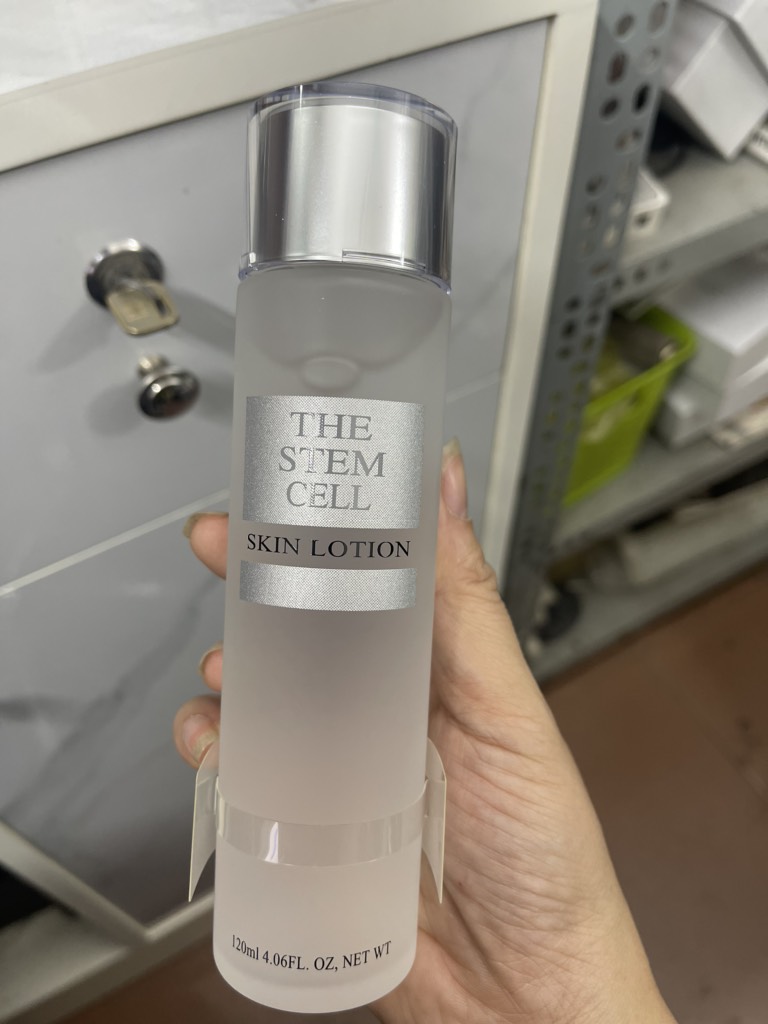 THE
STEM
CELL
SKIN LOTION
120ml 4.06FL. OZ, NET WT